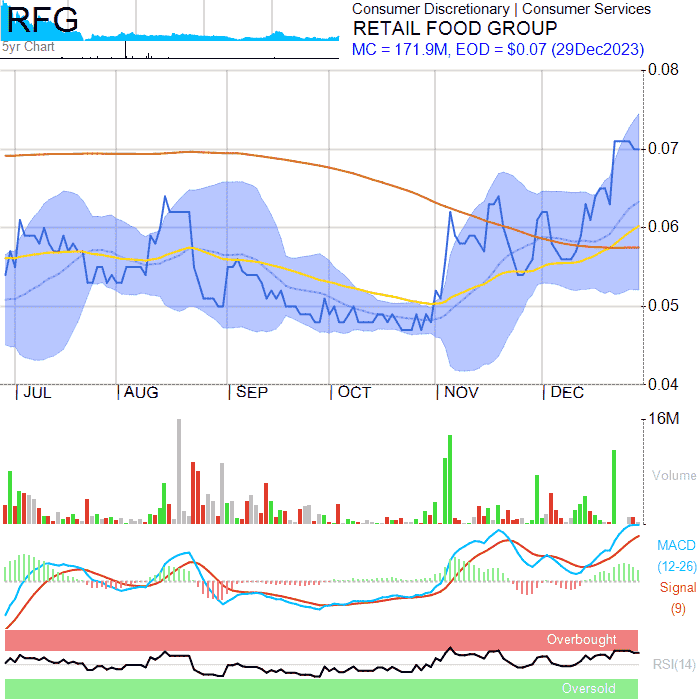 RFG
5yr Chart
Consumer Discretionary | Consumer Services
RETAIL FOOD GROUP
MC = 171.9M, EOD = $0.07 (29Dec2023)
0.08
0.07
0.06
0.05
0.04
JUL AUG SEP OCT NOV DEC
16M
Volume
MACD
(12-26)
Signal
(9)
Overbought
RSI(14)
Oversold